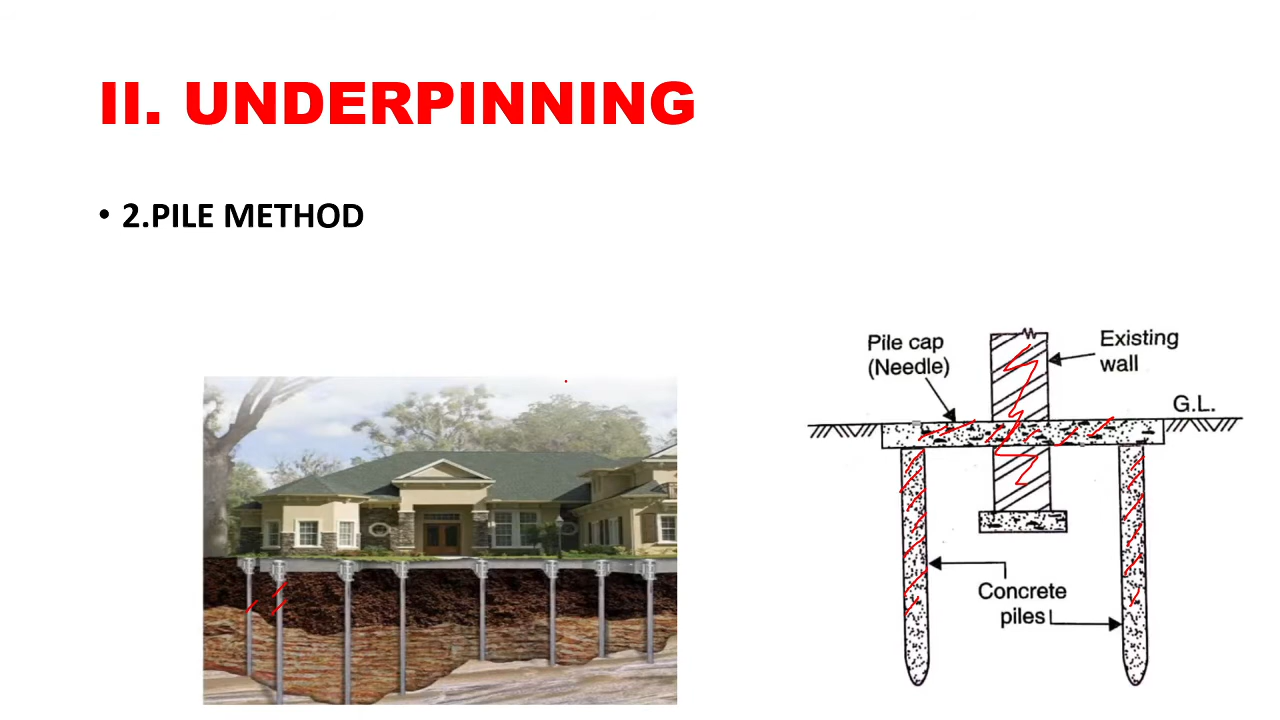 II. UNDERPINNING
• 2.PILE METHOD
Pile cap
(Needle)
Existing
wall
G.L.
Concrete
piles